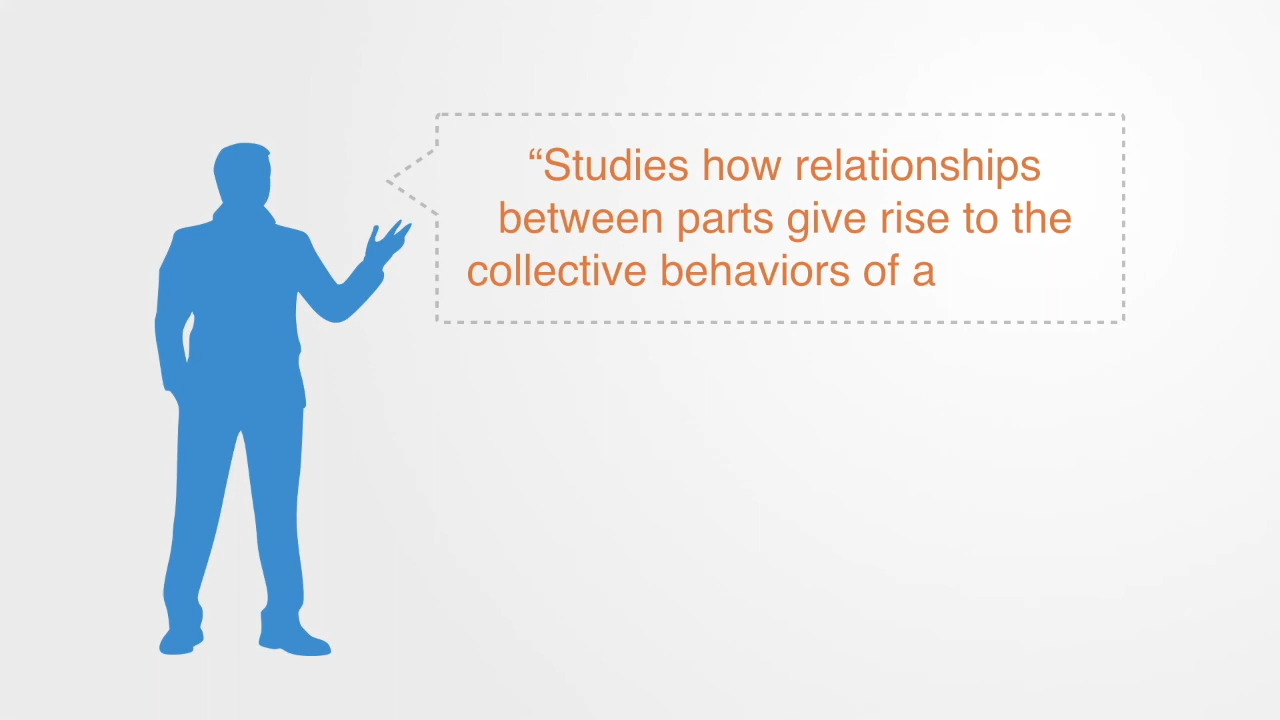 “Studies how relationships
between parts give rise to the
collective behaviors of a